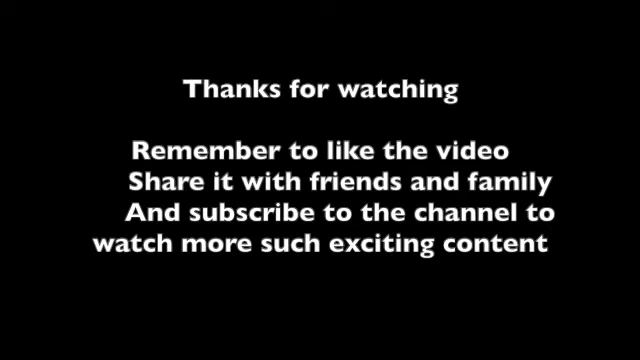 Thanks for watching
Remember to like the video
Share it with friends and family
And subscribe to the channel to
watch more such exciting content